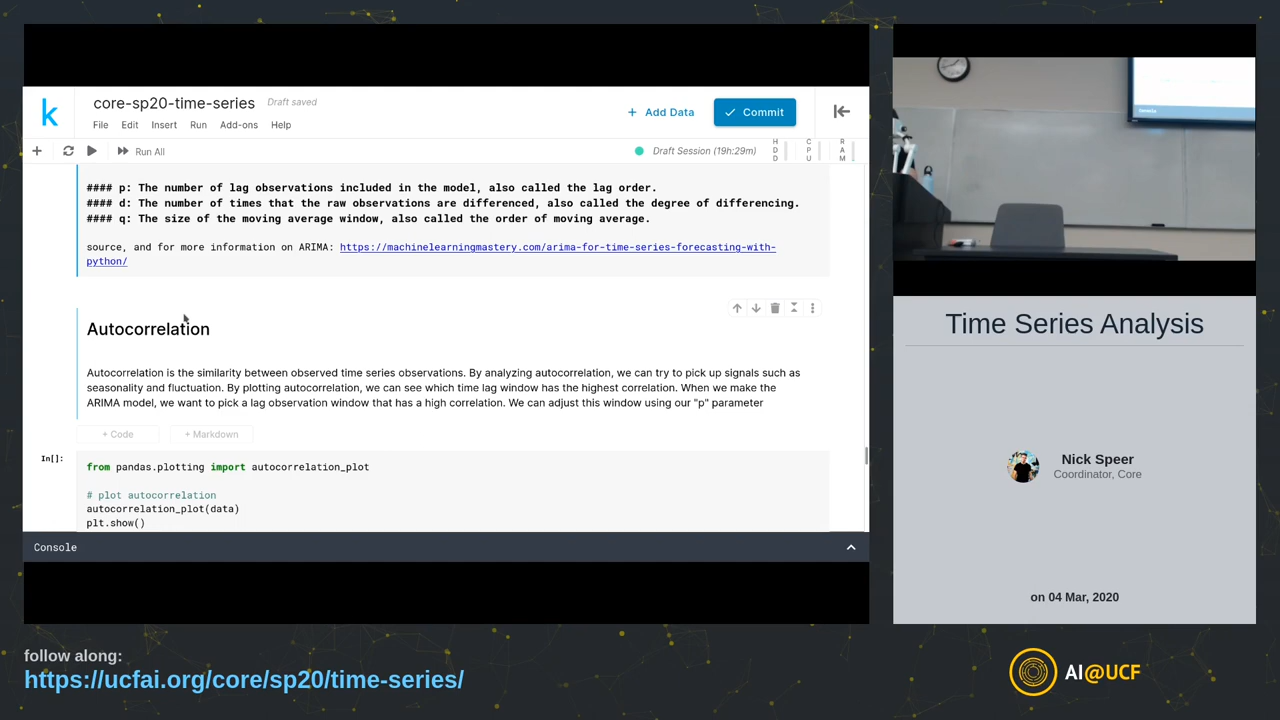 core-sp20-time-series Draft saved
File Edit Insert Run Add-ons Help
+ Add Data
Commit
Run All
Draft Session (19h:29m)
HDD
CPU
RAM
#### p: The number of lag observations included in the model, also called the lag order.
#### d: The number of times that the raw observations are differenced, also called the degree of differencing.
#### q: The size of the moving average window, also called the order of moving average.
source, and for more information on ARIMA: https://machinelearningmastery.com/arima-for-time-series-forecasting-with-
python/
Autocorrelation
Autocorrelation is the similarity between observed time series observations. By analyzing autocorrelation, we can try to pick up signals such as
seasonality and fluctuation. By plotting autocorrelation, we can see which time lag window has the highest correlation. When we make the
ARIMA model, we want to pick a lag observation window that has a high correlation. We can adjust this window using our "p" parameter
+ Code + Markdown
In[]:
from pandas.plotting import autocorrelation_plot
# plot autocorrelation
autocorrelation_plot(data)
plt.show()
Console
Time Series Analysis
Nick Speer
Coordinator, Core
on 04 Mar, 2020
follow along:
https://ucfai.org/core/sp20/time-series/
AI@UCF